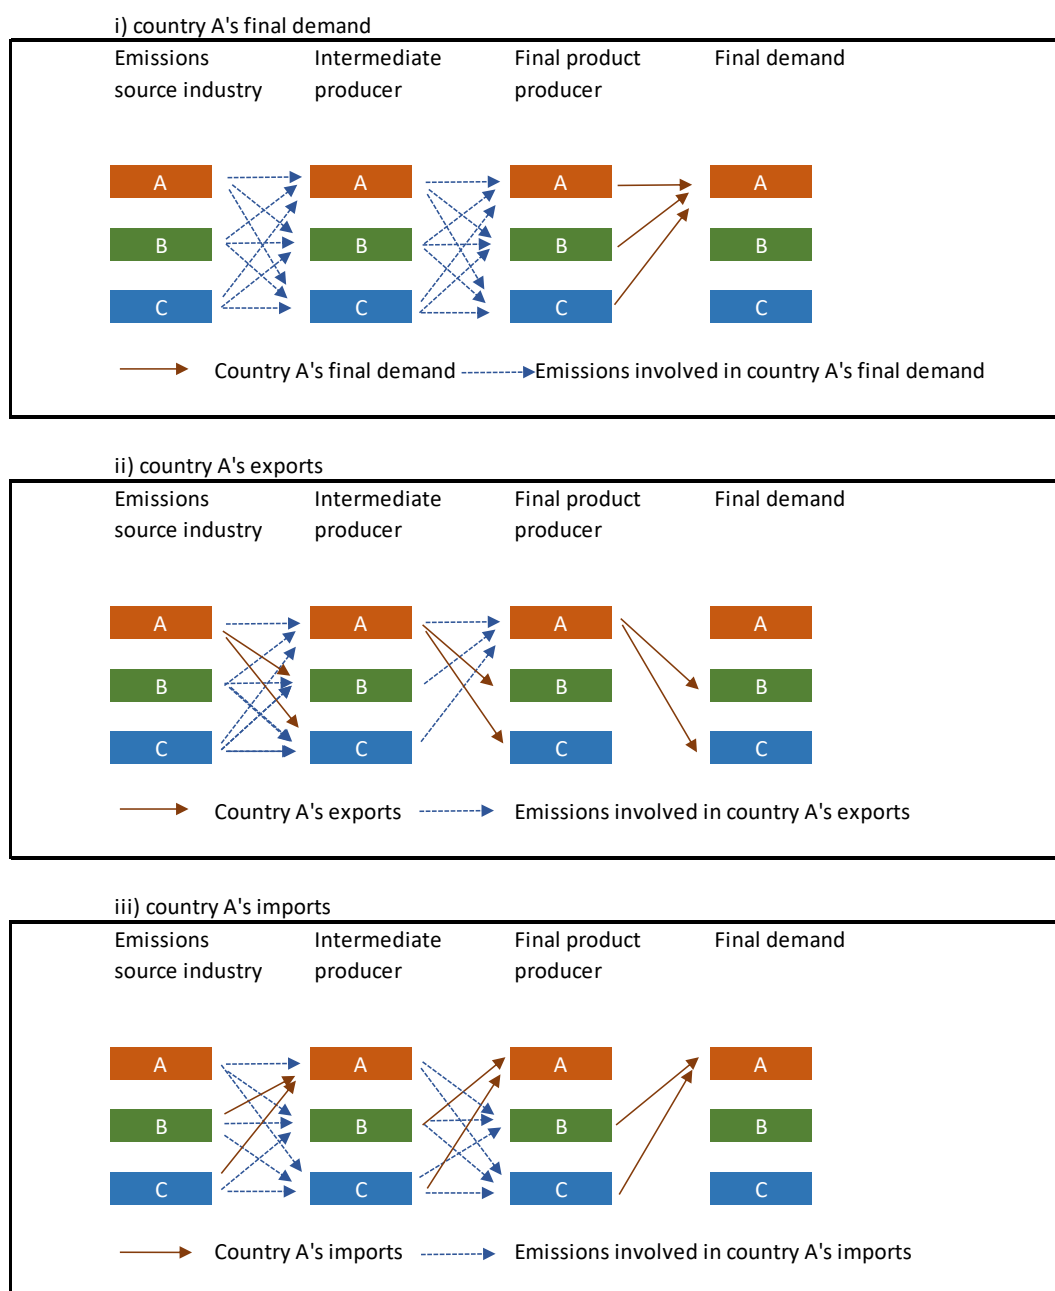 i) country A's final demand
Emissions source industry
Intermediate producer
Final product producer
Final demand
A A A A
B B B B
C C C C
Country A's final demand Emissions involved in country A's final demand
ii) country A's exports
Emissions source industry
Intermediate producer
Final product producer
Final demand
A A A A
B B B B
C C C C
Country A's exports Emissions involved in country A's exports
iii) country A's imports
Emissions source industry
Intermediate producer
Final product producer
Final demand
A A A A
B B B B
C C C C
Country A's imports Emissions involved in country A's imports